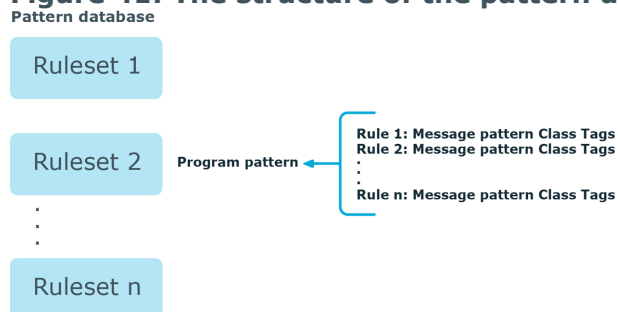 Pattern database
Ruleset 1
Ruleset 2
Program pattern
Rule 1: Message pattern Class Tags
Rule 2: Message pattern Class Tags
.
.
Rule n: Message pattern Class Tags
.
.
.
Ruleset n